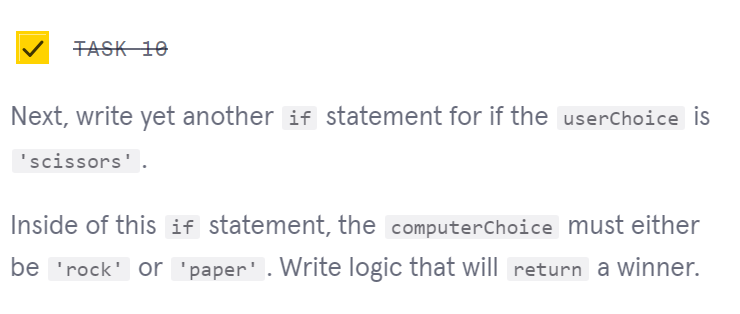 TASK 10
Next, write yet another if statement for if the userChoice is
'scissors'.
Inside of this if statement, the computerChoice must either
be 'rock' or 'paper'. Write logic that will return a winner.